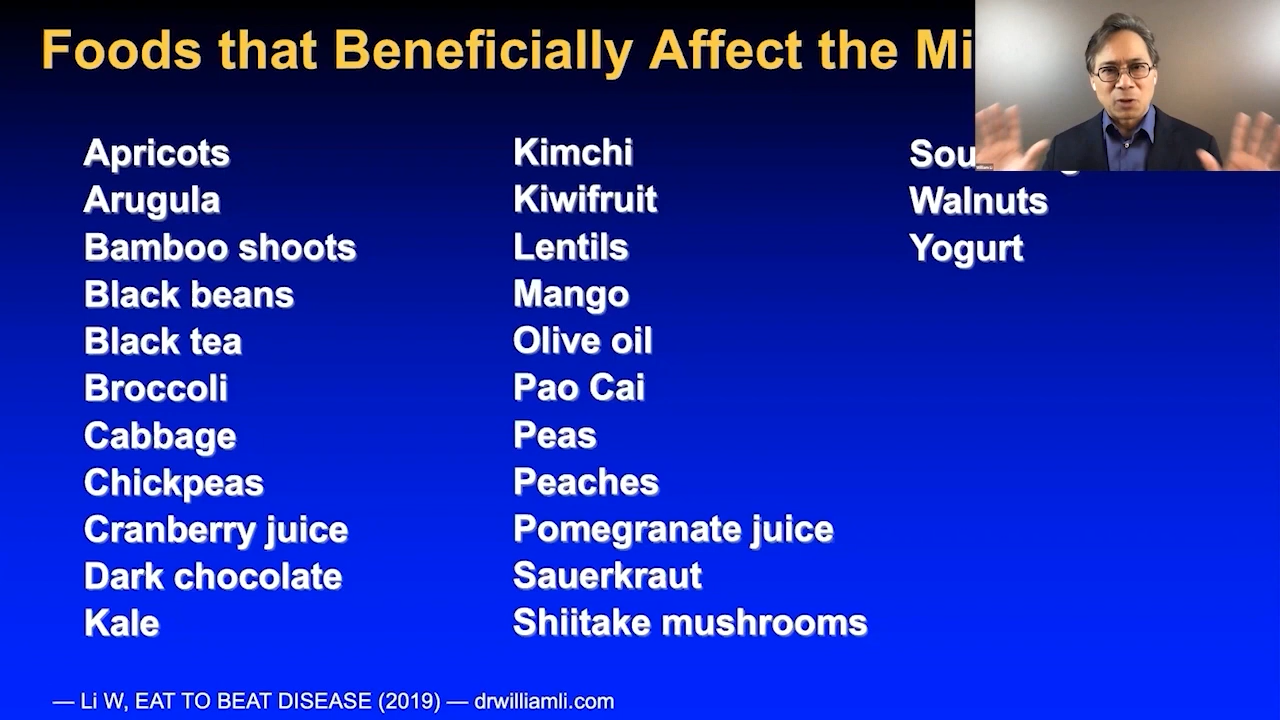 Foods that Beneficially Affect the Mi
Apricots
Arugula
Bamboo shoots
Black beans
Black tea
Broccoli
Cabbage
Chickpeas
Cranberry juice
Dark chocolate
Kale
Kimchi
Kiwifruit
Lentils
Mango
Olive oil
Pao Cai
Peas
Peaches
Pomegranate juice
Sauerkraut
Shiitake mushrooms
Sou
Walnuts
Yogurt
— Li W, EAT TO BEAT DISEASE (2019) — drwilliamli.com